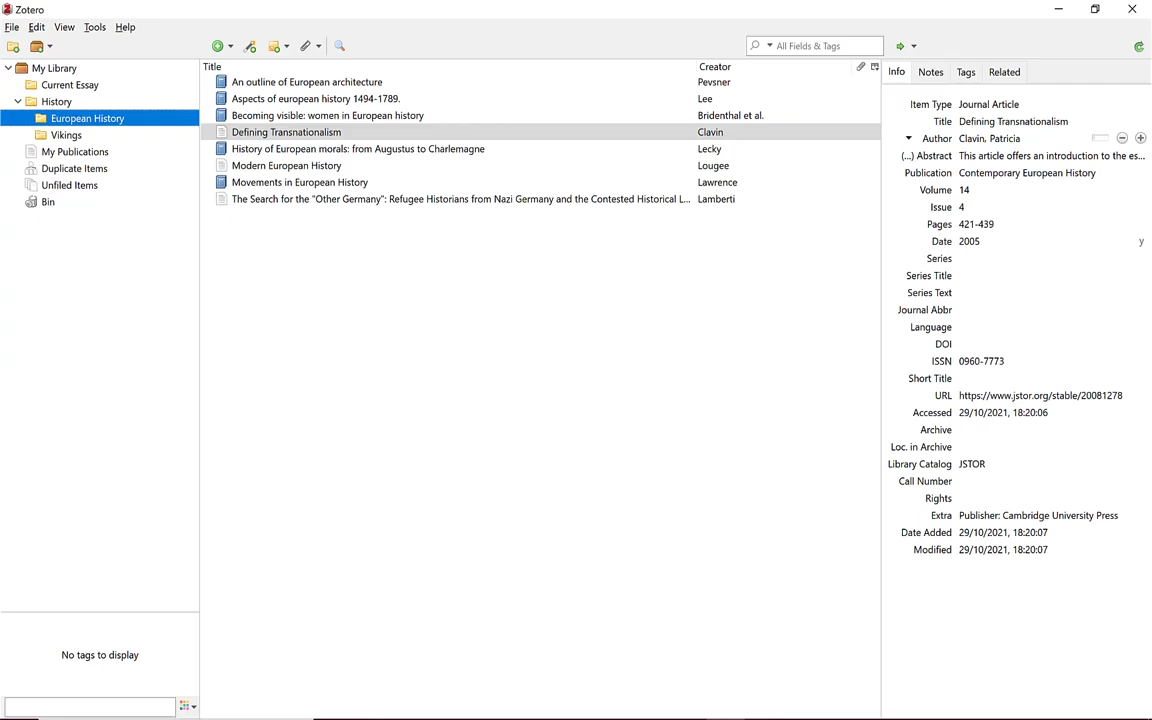 Zotero
File Edit View Tools Help
All Fields & Tags
My Library
Current Essay
History
European History
Vikings
My Publications
Duplicate Items
Unfiled Items
Bin
No tags to display
Title Creator
An outline of European architecture Pevsner
Aspects of european history 1494-1789. Lee
Becoming visible: women in European history Bridenthal et al.
Defining Transnationalism Clavin
History of European morals: from Augustus to Charlemagne Lecky
Modern European History Lougee
Movements in European History Lawrence
The Search for the "Other Germany": Refugee Historians from Nazi Germany and the Contested Historical L... Lamberti
Info Notes Tags Related
Item Type Journal Article
Title Defining Transnationalism
Author Clavin, Patricia
(...) Abstract This article offers an introduction to the es...
Publication Contemporary European History
Volume 14
Issue 4
Pages 421-439
Date 2005 y
Series
Series Title
Series Text
Journal Abbr
Language
DOI
ISSN 0960-7773
Short Title
URL https://www.jstor.org/stable/20081278
Accessed 29/10/2021, 18:20:06
Archive
Loc. in Archive
Library Catalog JSTOR
Call Number
Rights
Extra Publisher: Cambridge University Press
Date Added 29/10/2021, 18:20:07
Modified 29/10/2021, 18:20:07